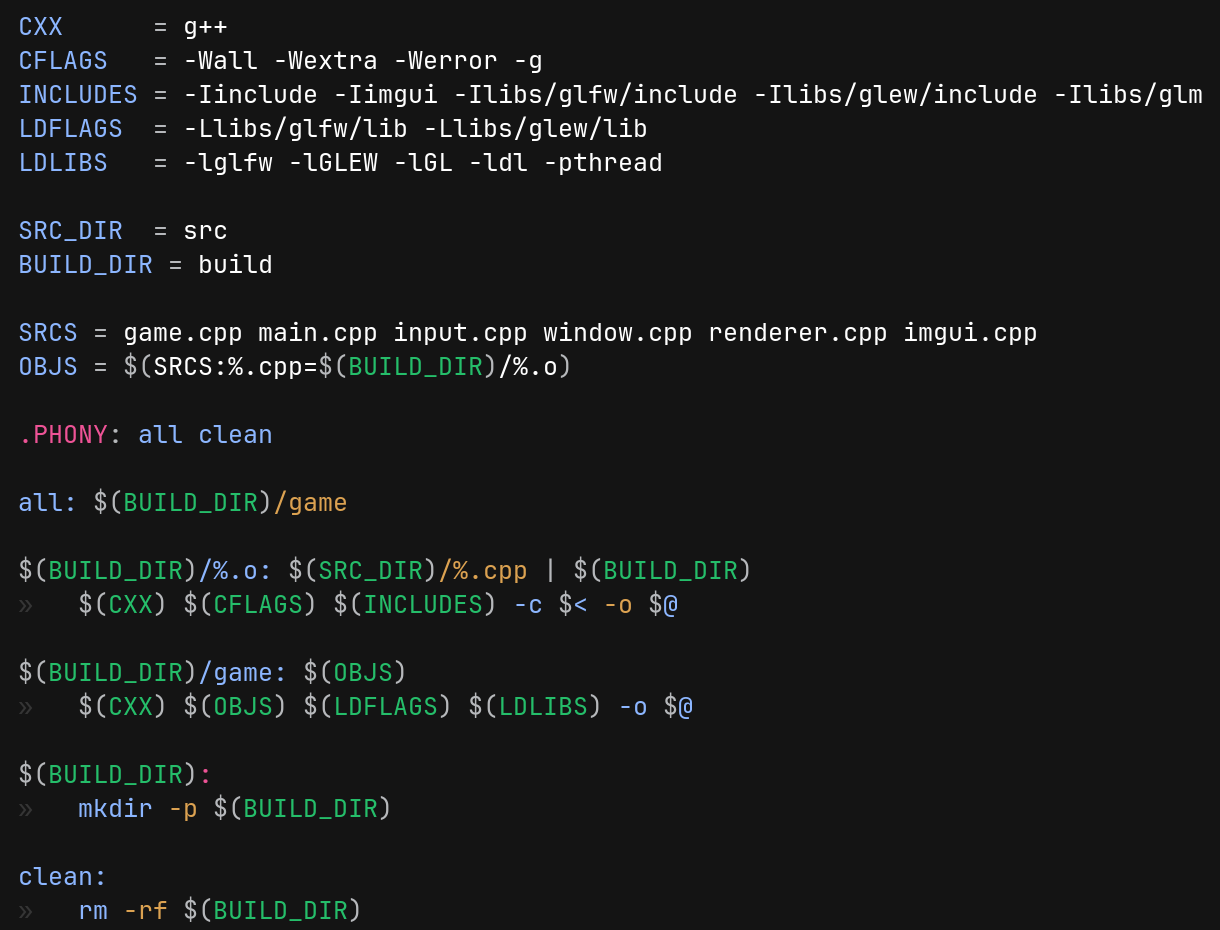 CXX      = g++
CFLAGS   = -Wall -Wextra -Werror -g
INCLUDES = -Iinclude -Iimgui -Ilibs/glfw/include -Ilibs/glew/include -Ilibs/glm
LDFLAGS  = -Llibs/glfw/lib -Llibs/glew/lib
LDLIBS   = -lglfw -lGLEW -lGL -ldl -pthread

SRC_DIR  = src
BUILD_DIR = build

SRCS = game.cpp main.cpp input.cpp window.cpp renderer.cpp imgui.cpp
OBJS = $(SRCS:%.cpp=$(BUILD_DIR)/%.o)

.PHONY: all clean

all: $(BUILD_DIR)/game

$(BUILD_DIR)/%.o: $(SRC_DIR)/%.cpp | $(BUILD_DIR)
»   $(CXX) $(CFLAGS) $(INCLUDES) -c $< -o $@

$(BUILD_DIR)/game: $(OBJS)
»   $(CXX) $(OBJS) $(LDFLAGS) $(LDLIBS) -o $@

$(BUILD_DIR):
»   mkdir -p $(BUILD_DIR)

clean:
»   rm -rf $(BUILD_DIR)